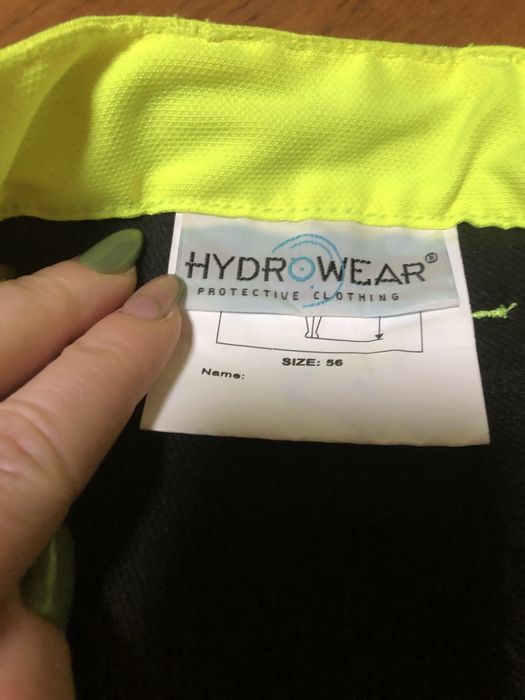 HYDROWEAR®
PROTECTIVE CLOTHING
SIZE: 56
Name: